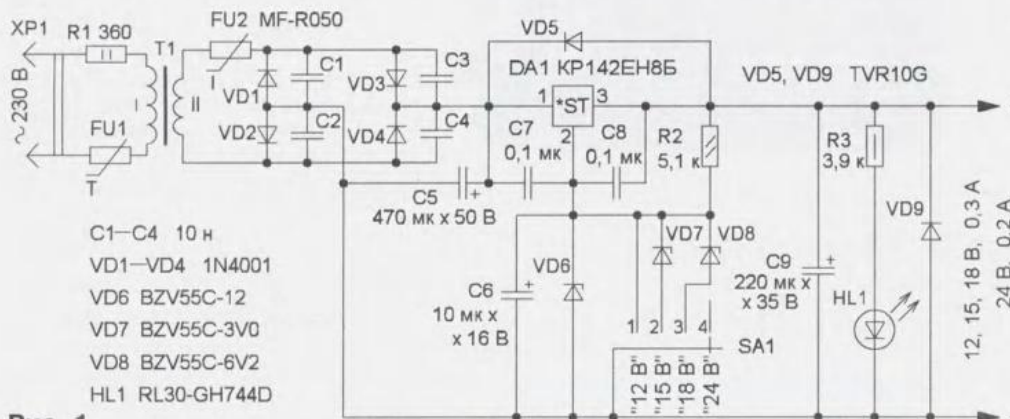 XP1
~230 В
R1 360
T1
I
II
FU1
T
FU2 MF-R050
I
VD1
VD2
C1
C2
VD3
VD4
C3
C4
VD5
DA1 КР142ЕН8Б
1
*ST
3
2
C7
0,1 мк
C8
0,1 мк
C5
470 мк х 50 В
+
R2
5,1 к
VD5, VD9 TVR10G
R3
3,9 к
VD9
C1—C4 10 н
VD1—VD4 1N4001
VD6 BZV55C-12
VD7 BZV55C-3V0
VD8 BZV55C-6V2
HL1 RL30-GH744D
C6
10 мк х
х 16 В
+
VD6
VD7
VD8
1
2
3
4
SA1
"12 В"
"15 В"
"18 В"
"24 В"
C9
220 мк х
х 35 В
+
HL1
12, 15, 18 В, 0,3 А
24 В, 0,2 А